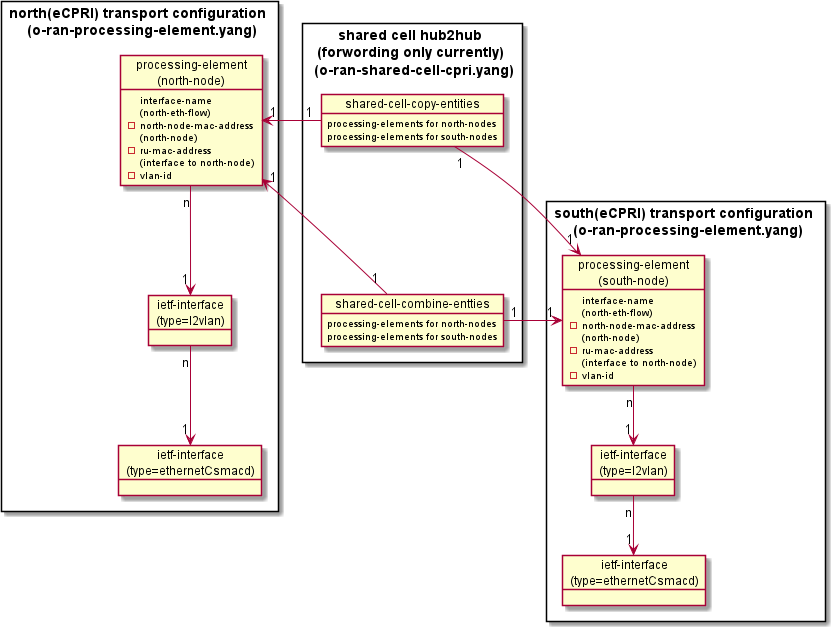 north(eCPRI) transport configuration
(o-ran-processing-element.yang)
processing-element
(north-node)
interface-name
(north-eth-flow)
north-node-mac-address
(north-node)
ru-mac-address
(interface to north-node)
vlan-id
n
1
ietf-interface
(type=l2vlan)
n
1
ietf-interface
(type=ethernetCsmacd)
shared cell hub2hub
(forwording only currently)
(o-ran-shared-cell-cpri.yang)
shared-cell-copy-entities
processing-elements for north-nodes
processing-elements for south-nodes
1
1
1
1
1
1
shared-cell-combine-entties
processing-elements for north-nodes
processing-elements for south-nodes
1
1
south(eCPRI) transport configuration
(o-ran-processing-element.yang)
processing-element
(south-node)
interface-name
(north-eth-flow)
north-node-mac-address
(north-node)
ru-mac-address
(interface to north-node)
vlan-id
n
1
ietf-interface
(type=l2vlan)
n
1
ietf-interface
(type=ethernetCsmacd)